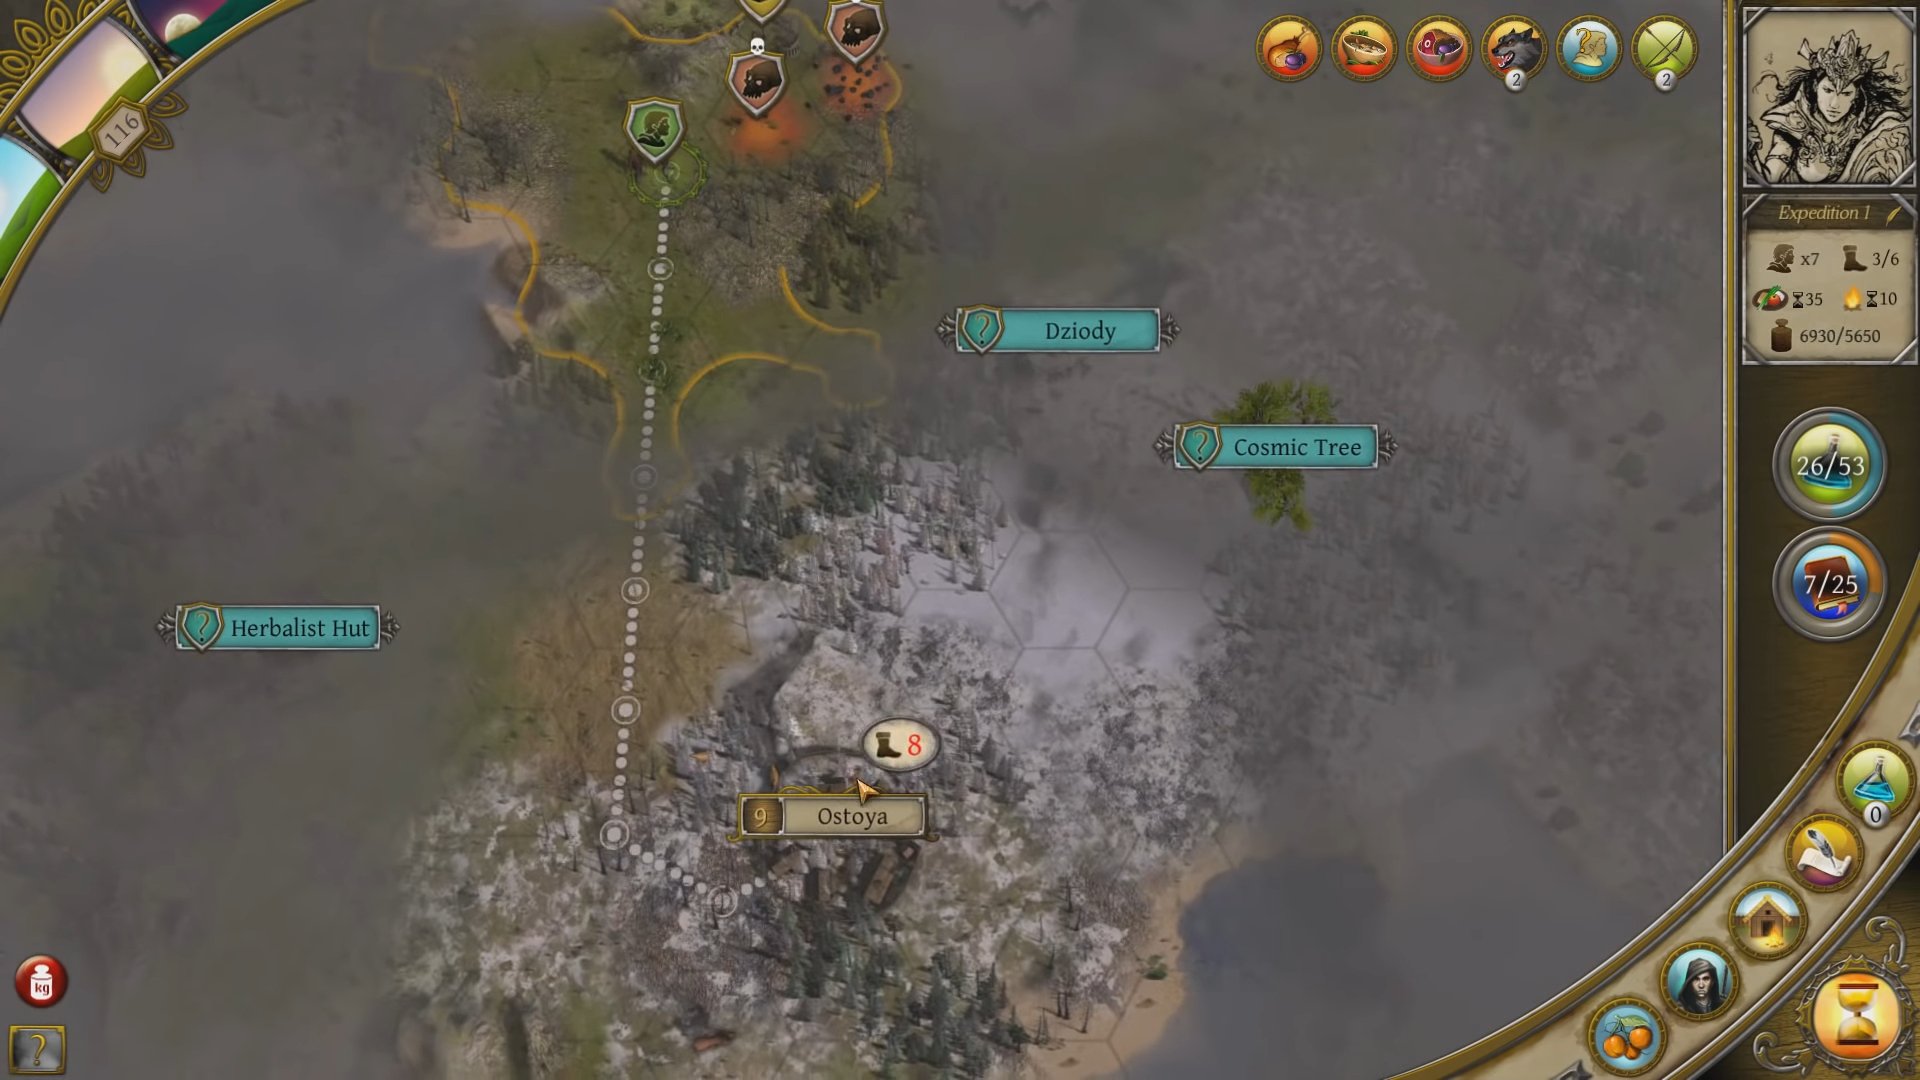 116
2
2
Expedition 1
x7
3/6
35
10
6930/5650
Dziody
Cosmic Tree
26/53
7/25
Herbalist Hut
8
9
Ostoya
0
kg
?